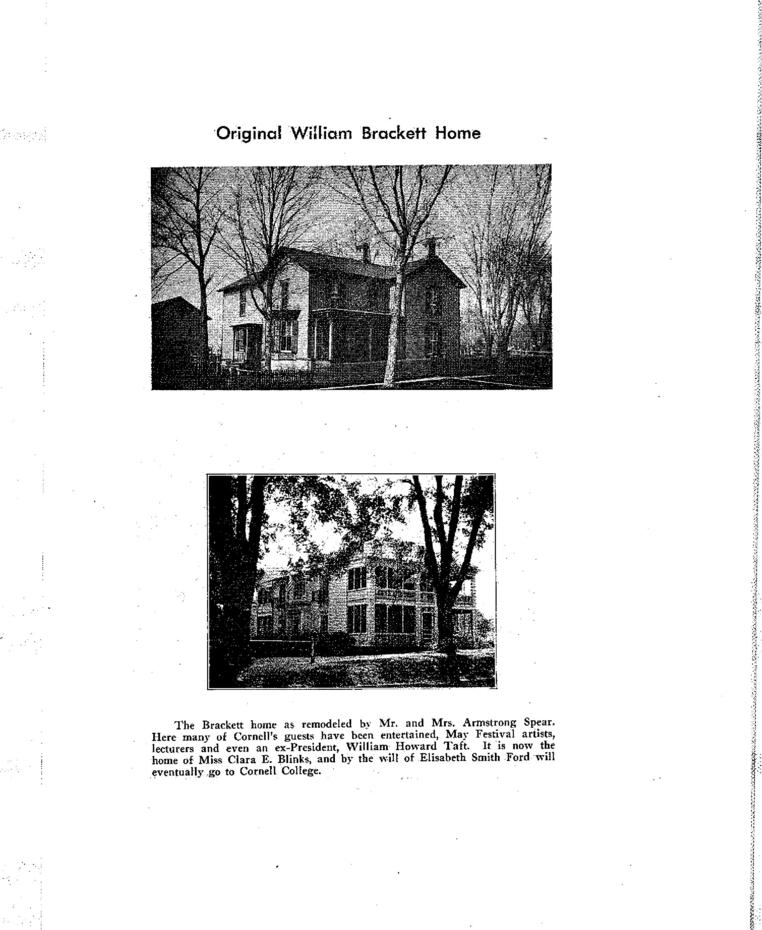 Original William Brackett Home
The Brackett home as remodeled by Mr. and Mrs. Armstrong Spear.
Here many of Cornell's guests have been entertained, May Festival artists,
lecturers and even an ex-President, William Howard Taft. It is now the
home of Miss Clara E. Blinks, and by the will of Elisabeth Smith Ford will
eventually go to Cornell College.